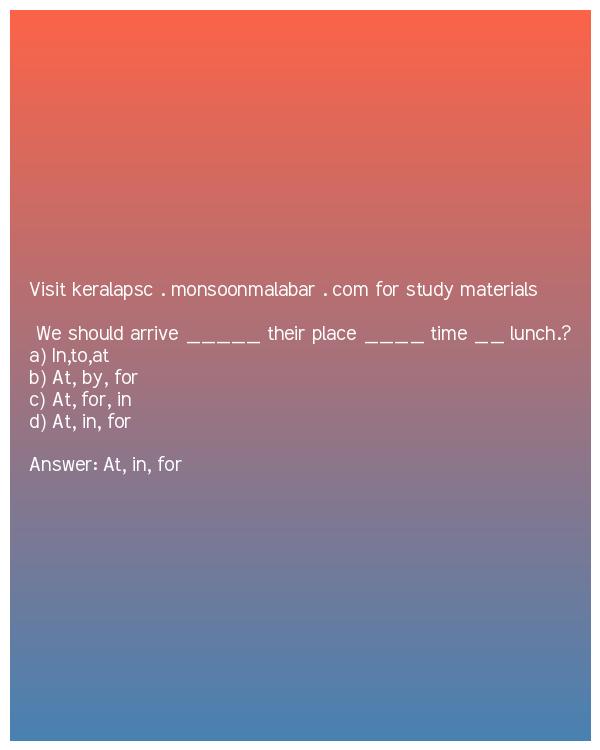 Visit keralapsc . monsoonmalabar . com for study materials
We should arrive _____ their place ____ time __ lunch.?
a) In,to,at
b) At, by, for
c) At, for, in
d) At, in, for
Answer: At, in, for